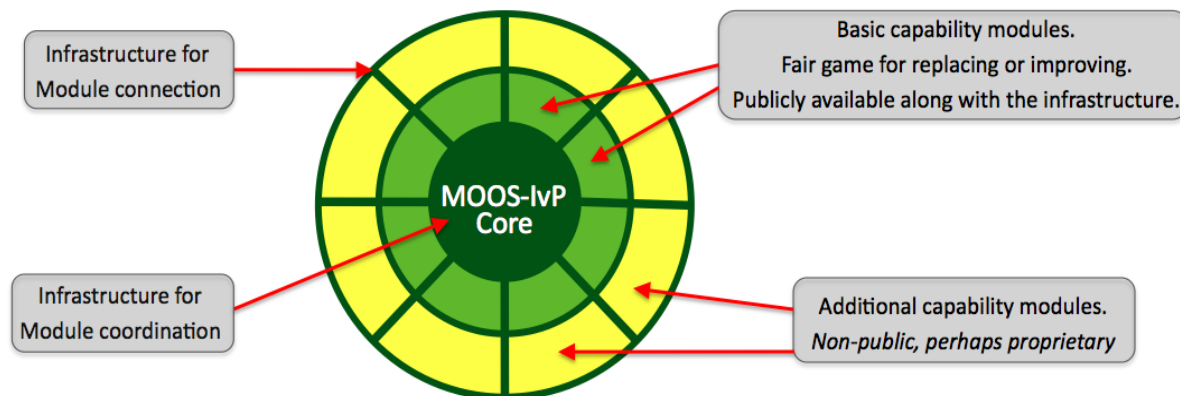 Infrastructure for
Module connection
Basic capability modules.
Fair game for replacing or improving.
Publicly available along with the infrastructure.
MOOS-IvP
Core
Infrastructure for
Module coordination
Additional capability modules.
Non-public, perhaps proprietary